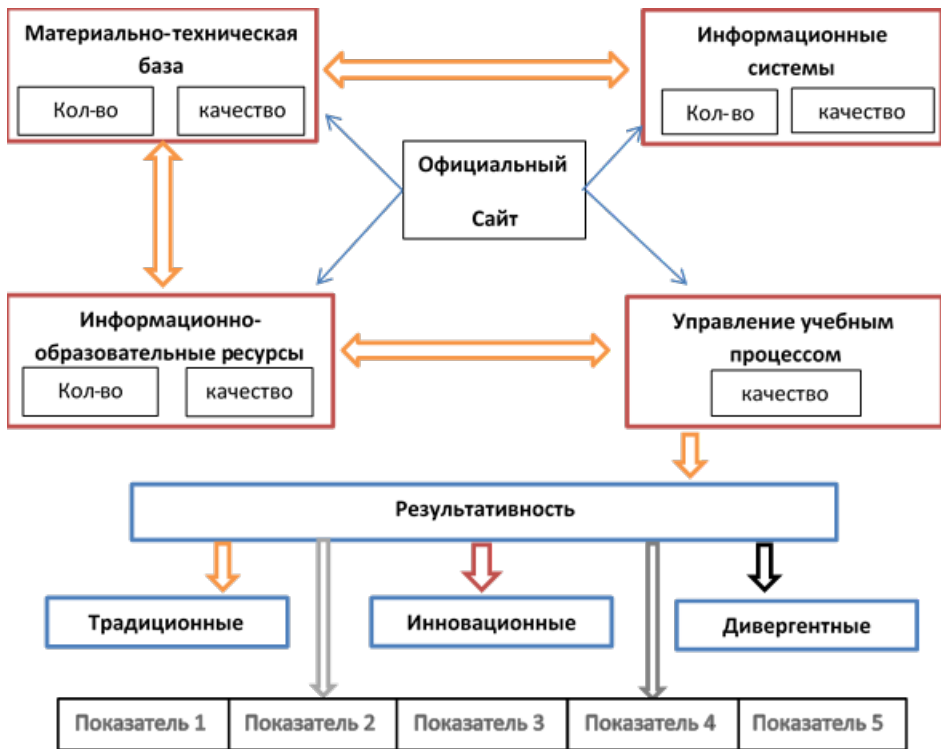 Материально-техническая
база
Кол-во
качество
Информационные
системы
Кол-во
качество
Официальный
Сайт
Информационно-
образовательные ресурсы
Кол-во
качество
Управление учебным
процессом
качество
Результативность
Традиционные
Инновационные
Дивергентные
Показатель 1
Показатель 2
Показатель 3
Показатель 4
Показатель 5